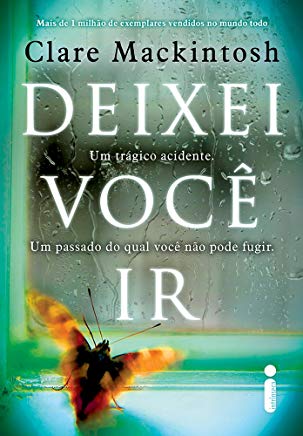 Mais de 1 milhão de exemplares vendidos no mundo todo
Clare Mackintosh
DEIXEI
Um trágico acidente.
VOCÊ
Um passado do qual você não pode fugir.
IR
intrínseca